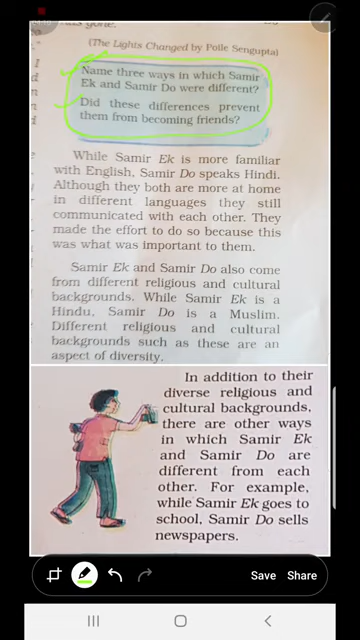 (The Lights Changed by Poile Sengupta)
Name three ways in which Samir
Ek and Samir Do were different?
Did these differences prevent
them from becoming friends?
While Samir Ek is more familiar
with English, Samir Do speaks Hindi.
Although they both are more at home
in different languages they still
communicated with each other. They
made the effort to do so because this
was what was important to them.
Samir Ek and Samir Do also come
from different religious and cultural
backgrounds. While Samir Ek is a
Hindu, Samir Do is a Muslim.
Different religious and cultural
backgrounds such as these are an
aspect of diversity.
In addition to their
diverse religious and
cultural backgrounds,
there are other ways
in which Samir Ek
and Samir Do are
different from each
other. For example,
while Samir Ek goes to
school, Samir Do sells
newspapers.
Save Share